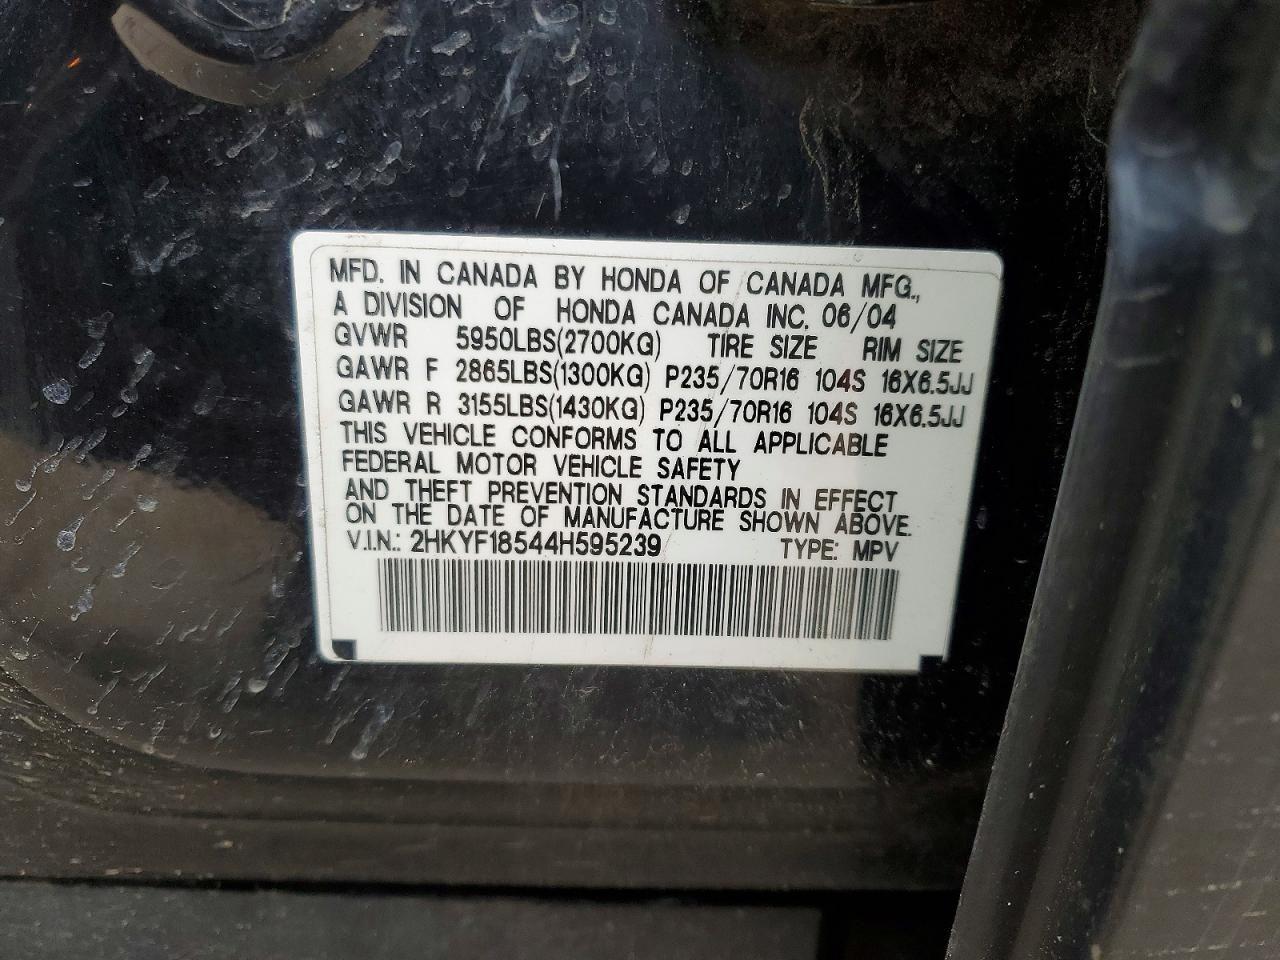 MFD. IN CANADA BY HONDA OF CANADA MFG.,
A DIVISION OF HONDA CANADA INC. 06/04
GVWR 5950LBS(2700KG) TIRE SIZE RIM SIZE
GAWR F 2865LBS(1300KG) P235/70R16 104S 16X6.5JJ
GAWR R 3155LBS(1430KG) P235/70R16 104S 16X6.5JJ
THIS VEHICLE CONFORMS TO ALL APPLICABLE
FEDERAL MOTOR VEHICLE SAFETY
AND THEFT PREVENTION STANDARDS IN EFFECT
ON THE DATE OF MANUFACTURE SHOWN ABOVE.
V.I.N.: 2HKYF18544H595239 TYPE: MPV